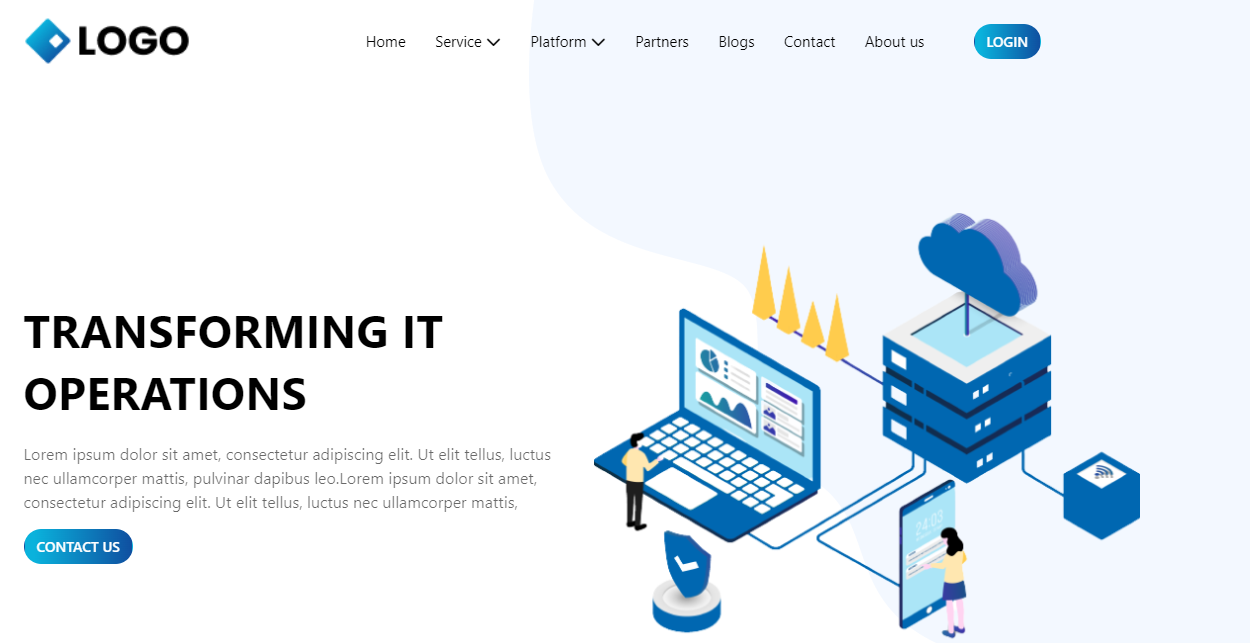 LOGO
Home Service Platform Partners Blogs Contact About us LOGIN
TRANSFORMING IT
OPERATIONS
Lorem ipsum dolor sit amet, consectetur adipiscing elit. Ut elit tellus, luctus
nec ullamcorper mattis, pulvinar dapibus leo.Lorem ipsum dolor sit amet,
consectetur adipiscing elit. Ut elit tellus, luctus nec ullamcorper mattis,
CONTACT US
24 03